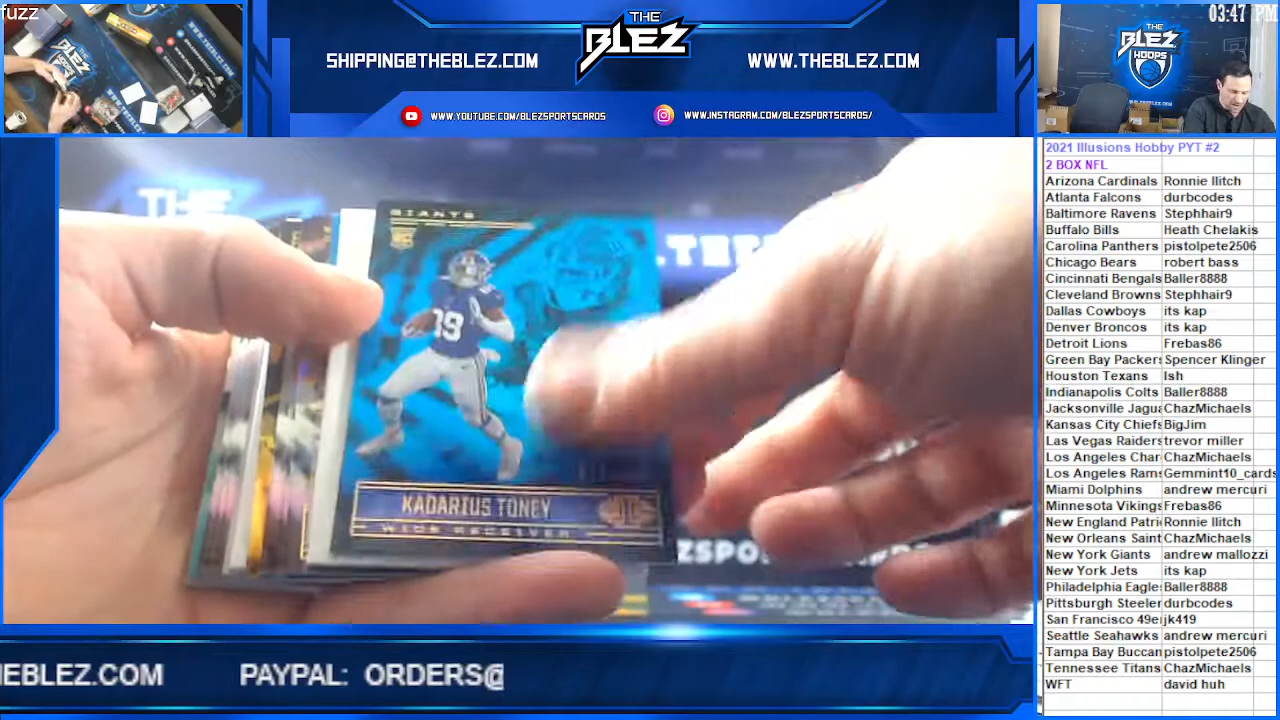 fuzz
SHIPPING@THEBLEZ.COM
THE
BLEZ
WWW.THEBLEZ.COM
WWW.YOUTUBE.COM/BLEZSPORTSCARDS
WWW.INSTAGRAM.COM/BLEZSPORTSCARDS/
03:47 PM
THE
BLEZ
HOOPS
2021 Illusions Hobby PYT #2
2 BOX NFL
Arizona Cardinals Ronnie Ilitch
Atlanta Falcons durbcodes
Baltimore Ravens Stephhair9
Buffalo Bills Heath Chelakis
Carolina Panthers pistolpete2506
Chicago Bears robert bass
Cincinnati Bengals Baller8888
Cleveland Browns Stephhair9
Dallas Cowboys its kap
Denver Broncos its kap
Detroit Lions Frebas86
Green Bay Packers Spencer Klinger
Houston Texans Ish
Indianapolis Colts Baller8888
Jacksonville Jagua ChazMichaels
Kansas City Chiefs BigJim
Las Vegas Raiders trevor miller
Los Angeles Char ChazMichaels
Los Angeles Rams Gemmint10_cards
Miami Dolphins andrew mercuri
Minnesota Vikings Frebas86
New England Patri Ronnie Ilitch
New Orleans Saint ChazMichaels
New York Giants andrew mallozzi
New York Jets its kap
Philadelphia Eagle Baller8888
Pittsburgh Steeler durbcodes
San Francisco 49e jk419
Seattle Seahawks andrew mercuri
Tampa Bay Buccan pistolpete2506
Tennessee Titans ChazMichaels
WFT david huh
THE
.THE
GIANTS
RC
19
KADARIUS TONEY
WIDE RECEIVER
ZSPO
EBLEZ.COM PAYPAL: ORDERS@